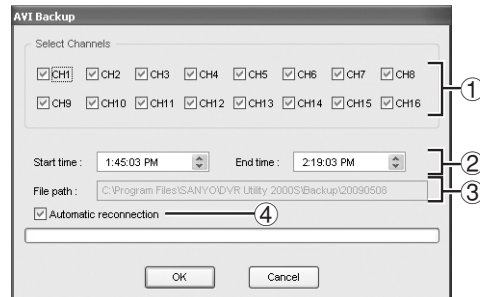 AVI Backup
Select Channels
CH1 CH2 CH3 CH4 CH5 CH6 CH7 CH8
CH9 CH10 CH11 CH12 CH13 CH14 CH15 CH16
①
Start time : 1:45:03 PM End time : 2:19:03 PM
②
File path : C:\Program Files\SANYO\DVR Utility 2000S\Backup\20090508
③
Automatic reconnection ④
OK Cancel